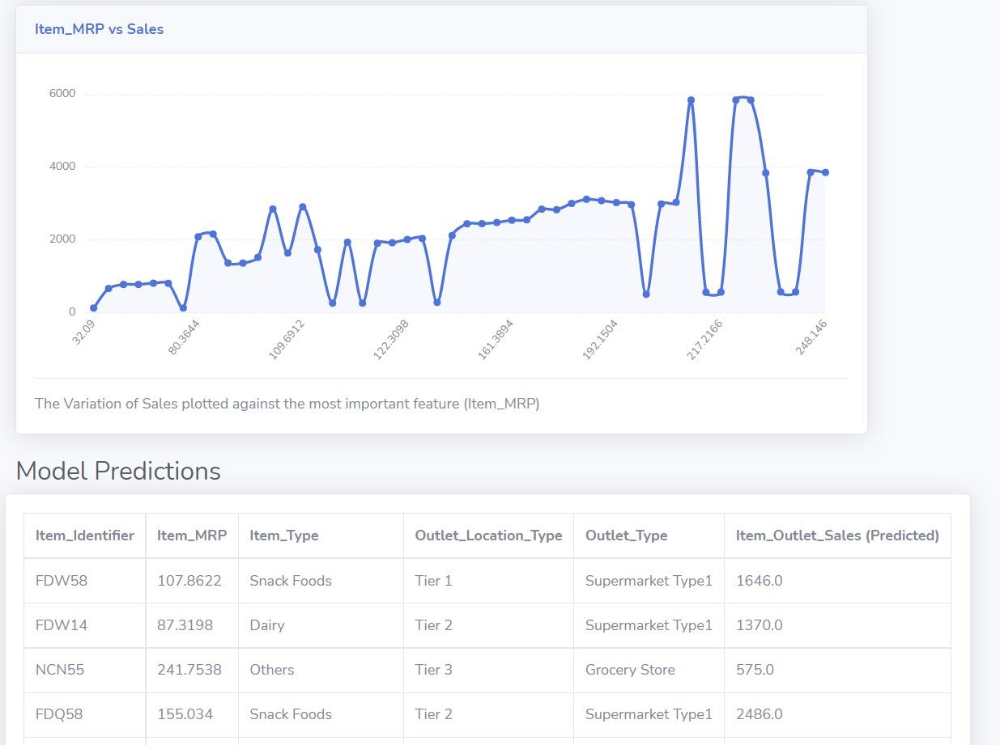 Item_MRP vs Sales
6000
4000
2000
0
32.09
80.3644
109.6912
122.3098
161.3894
192.1504
217.2166
248.146
The Variation of Sales plotted against the most important feature (Item_MRP)
Model Predictions
Item_Identifier Item_MRP Item_Type Outlet_Location_Type Outlet_Type Item_Outlet_Sales (Predicted)
FDW58 107.8622 Snack Foods Tier 1 Supermarket Type1 1646.0
FDW14 87.3198 Dairy Tier 2 Supermarket Type1 1370.0
NCN55 241.7538 Others Tier 3 Grocery Store 575.0
FDQ58 155.034 Snack Foods Tier 2 Supermarket Type1 2486.0